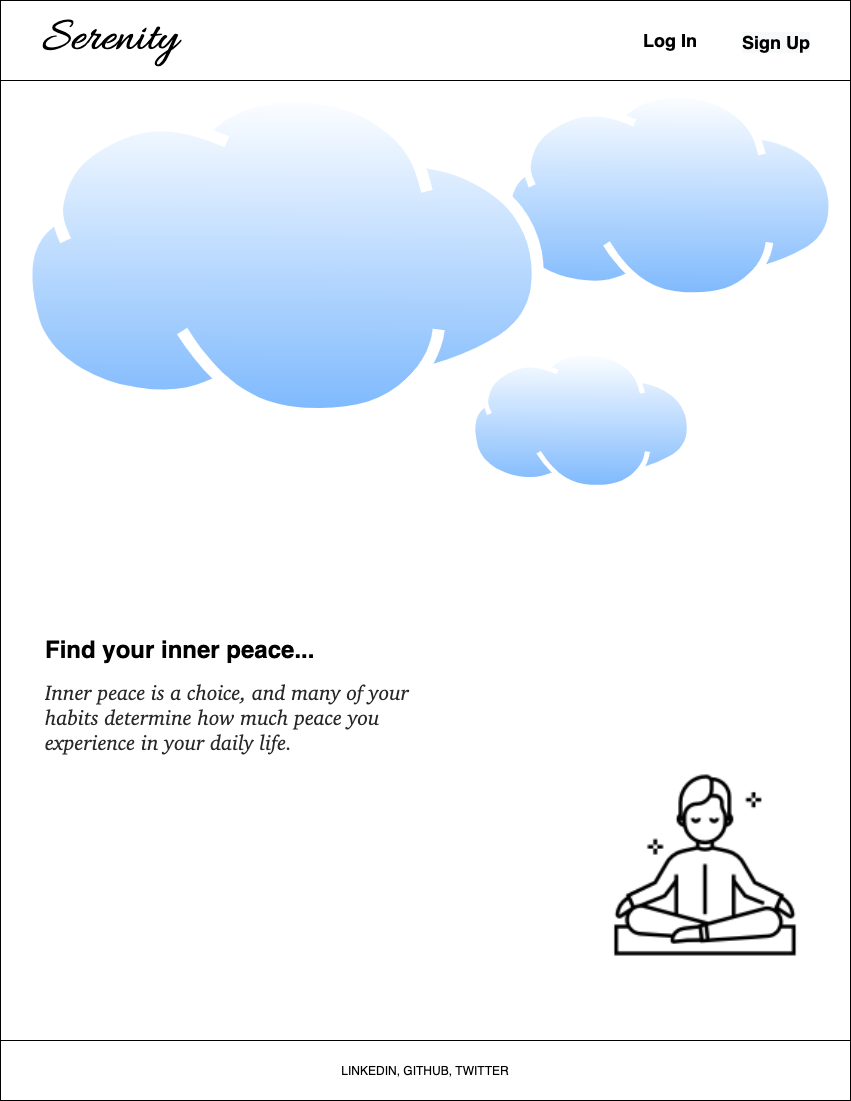 Serenity
Log In
Sign Up
Find your inner peace...
Inner peace is a choice, and many of your
habits determine how much peace you
experience in your daily life.
LINKEDIN, GITHUB, TWITTER